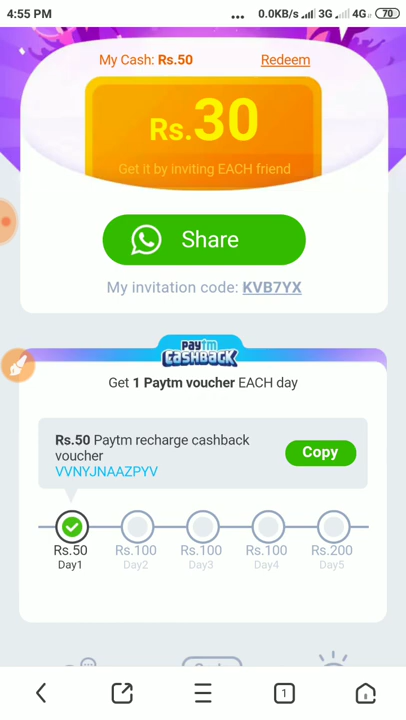 4:55 PM ... 0.0KB/s 3G 4G 70
My Cash: Rs.50 Redeem
Rs.30
Get it by inviting EACH friend
Share
My invitation code: KVB7YX
PAYTM
CASHBACK
Get 1 Paytm voucher EACH day
Rs.50 Paytm recharge cashback
voucher
VVNYJNAAZPYV
Copy
Rs.50 Rs.100 Rs.100 Rs.100 Rs.200
Day1 Day2 Day3 Day4 Day5
1